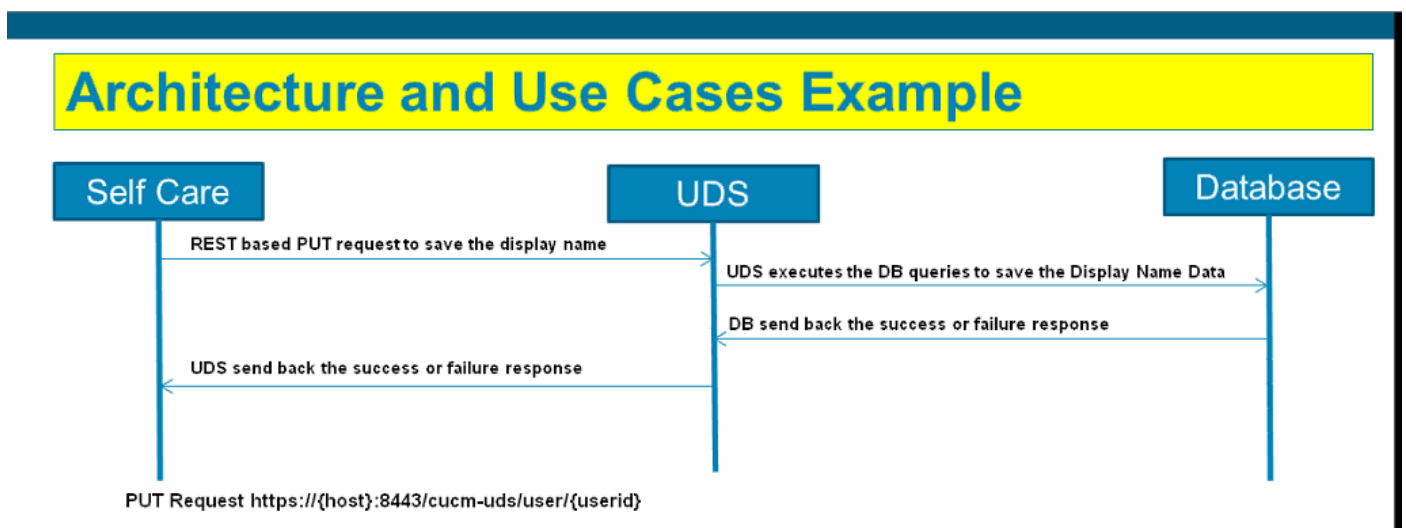 Architecture and Use Cases Example
Self Care
UDS
Database
REST based PUT request to save the display name
UDS executes the DB queries to save the Display Name Data
DB send back the success or failure response
UDS send back the success or failure response
PUT Request https://{host}:8443/cucm-uds/user/{userid}